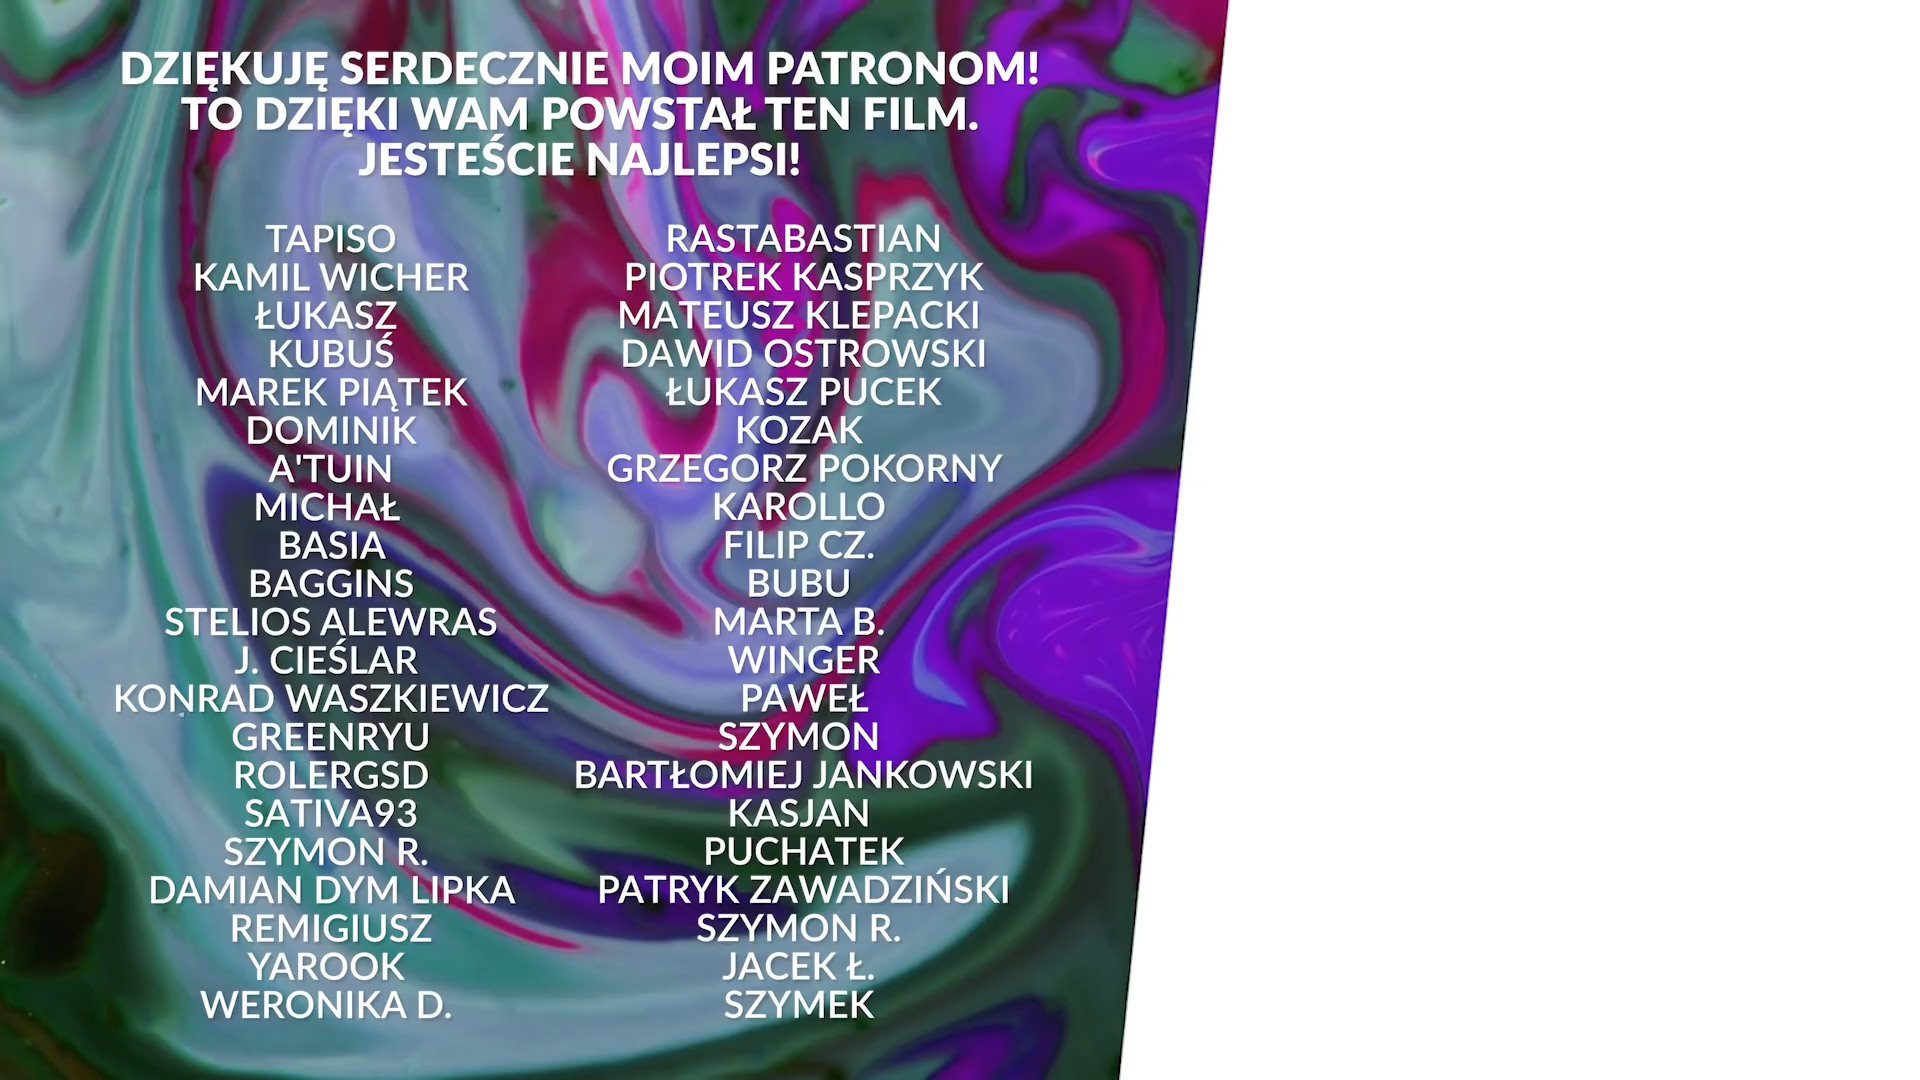 DZIĘKUJĘ SERDECZNIE MOIM PATRONOM!
TO DZIĘKI WAM POWSTAŁ TEN FILM.
JESTEŚCIE NAJLEPSI!
TAPISO
KAMIL WICHER
ŁUKASZ
KUBUŚ
MAREK PIĄTEK
DOMINIK
A'TUIN
MICHAŁ
BASIA
BAGGINS
STELIOS ALEWRAS
J. CIEŚLAR
KONRAD WASZKIEWICZ
GREENRYU
ROLERGSD
SATIVA93
SZYMON R.
DAMIAN DYM LIPKA
REMIGIUSZ
YAROOK
WERONIKA D.
RASTABASTIAN
PIOTREK KASPRZYK
MATEUSZ KLEPACKI
DAWID OSTROWSKI
ŁUKASZ PUCEK
KOZAK
GRZEGORZ POKORNY
KAROLLO
FILIP CZ.
BUBU
MARTA B.
WINGER
PAWEŁ
SZYMON
BARTŁOMIEJ JANKOWSKI
KASJAN
PUCHATEK
PATRYK ZAWADZIŃSKI
SZYMON R.
JACEK Ł.
SZYMEK